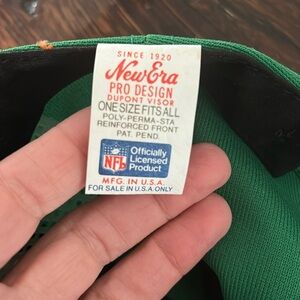 SINCE 1920
New Era
PRO DESIGN
DUPONT VISOR
ONE SIZE FITS ALL
POLY-PERMA-STA
REINFORCED FRONT
PAT. PEND.
NFL
Officially
Licensed
Product
MFG. IN U.S.A.
FOR SALE IN U.S.A. ONLY